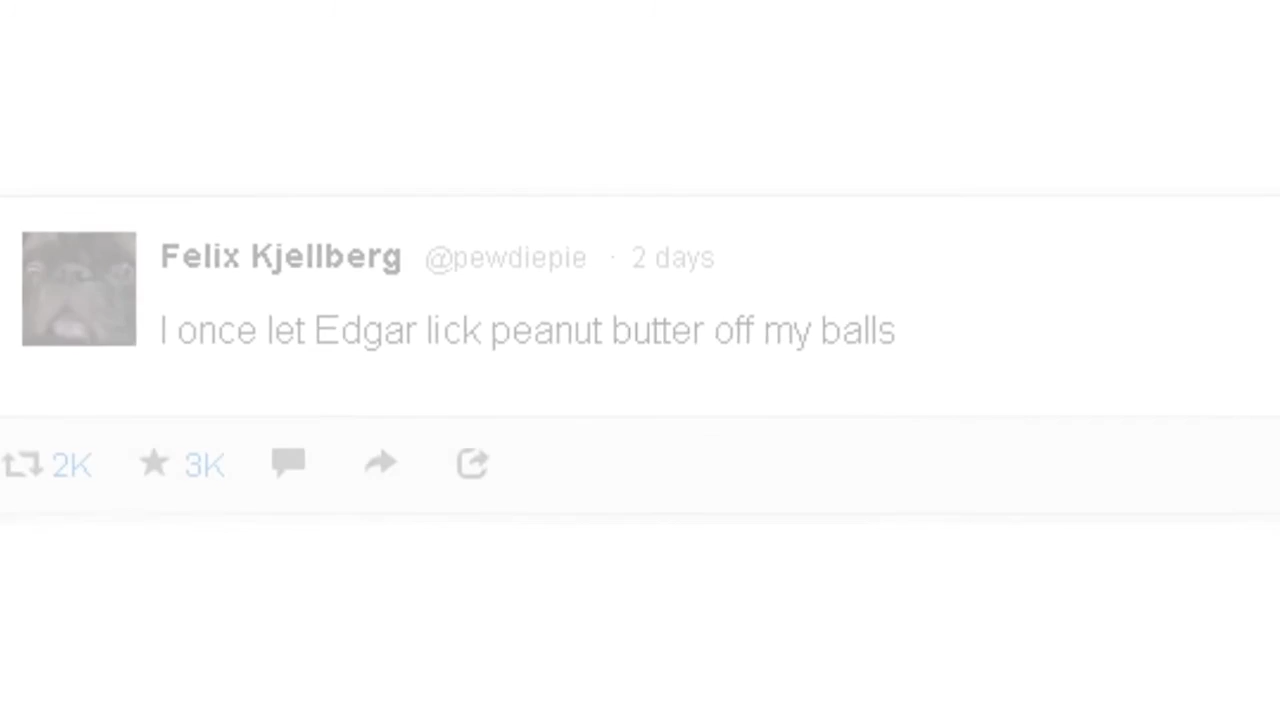 Felix Kjellberg @pewdiepie · 2 days
I once let Edgar lick peanut butter off my balls
2K 3K